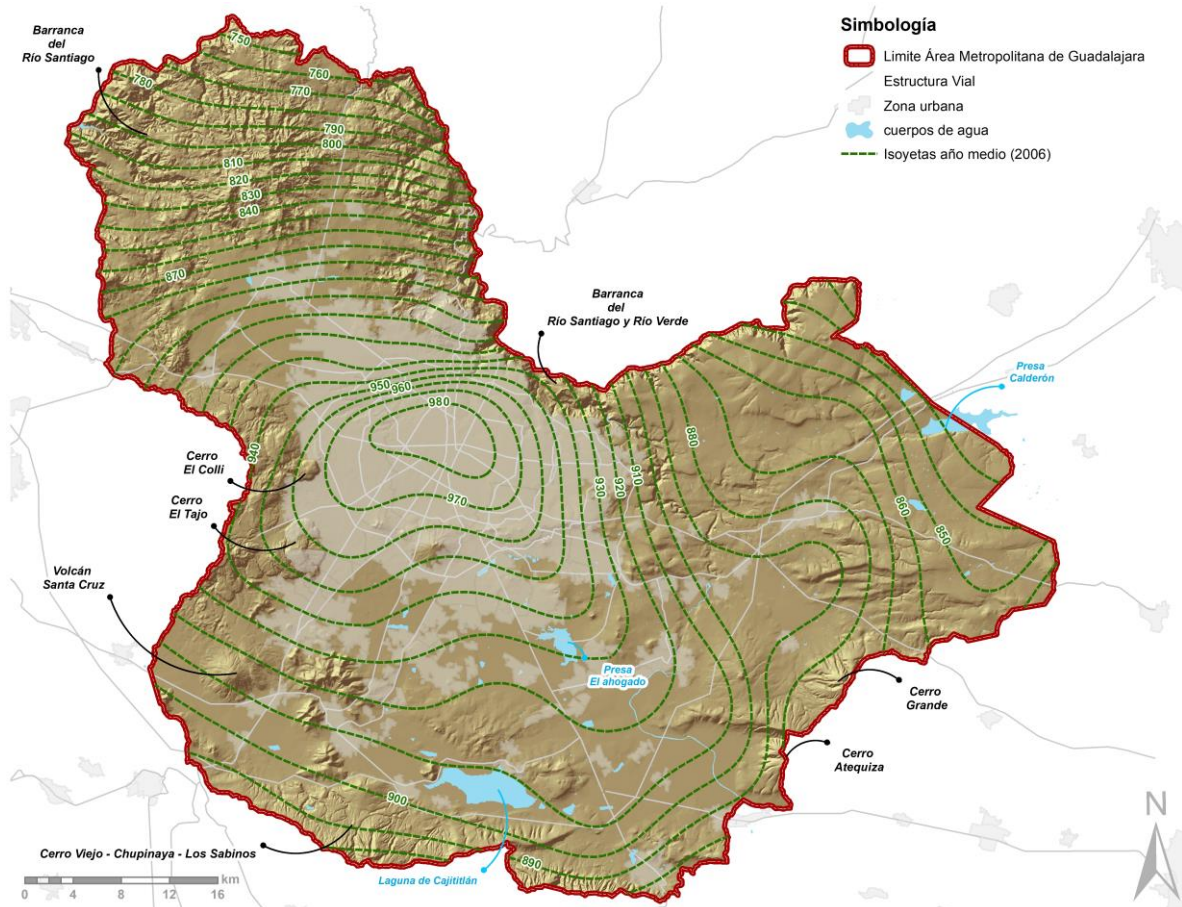 Simbología
Limite Área Metropolitana de Guadalajara
Estructura Vial
Zona urbana
cuerpos de agua
Isoyetas año medio (2006)
Barranca
del
Río Santiago
750
760
780
770
790
800
810
820
830
840
870
Barranca
del
Río Santiago y Río Verde
Presa
Calderón
950
960
980
880
940
Cerro
El Colli
910
920
930
970
Cerro
El Tajo
860
850
Volcán
Santa Cruz
Presa
El ahogado
Cerro
Grande
Cerro
Atequiza
900
Cerro Viejo - Chupinaya - Los Sabinos
890
Laguna de Cajititlán
N
km
0 4 8 12 16